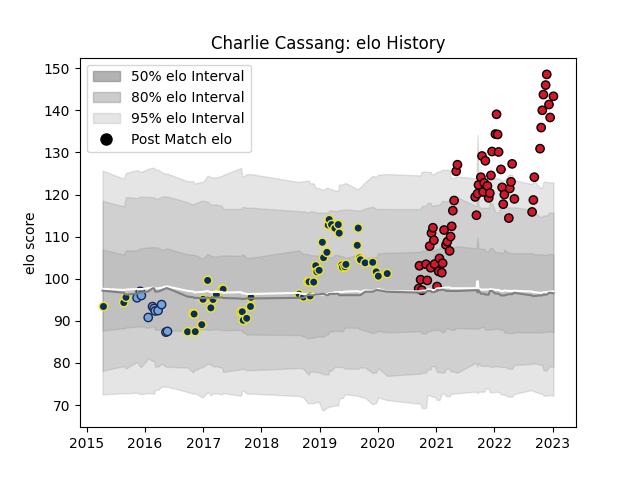 Charlie Cassang: elo History
50% elo Interval
80% elo Interval
95% elo Interval
Post Match elo
elo score
150
140
130
120
110
100
90
80
70
2015 2016 2017 2018 2019 2020 2021 2022 2023